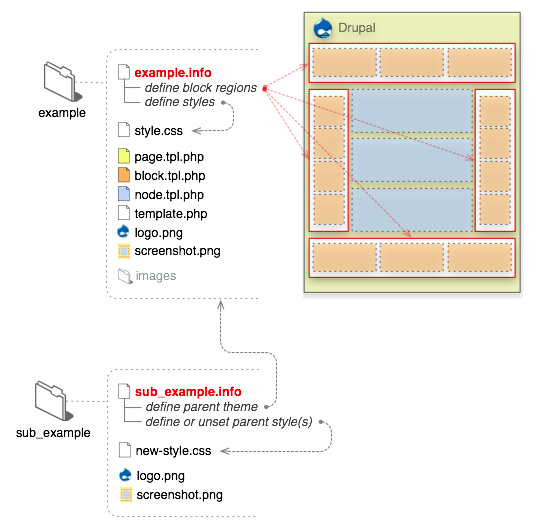 Drupal
example.info
define block regions
define styles
example
style.css
page.tpl.php
block.tpl.php
node.tpl.php
template.php
logo.png
screenshot.png
images
sub_example.info
define parent theme
define or unset parent style(s)
sub_example
new-style.css
logo.png
screenshot.png